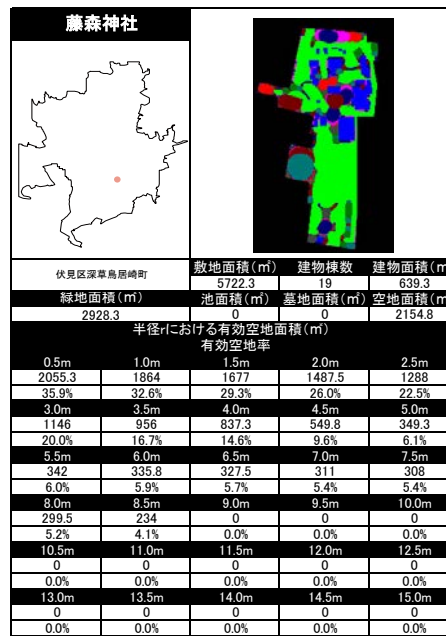 藤森神社
伏見区深草鳥居崎町
敷地面積(㎡) 建物棟数 建物面積(㎡
5722.3 19 639.3
緑地面積(㎡) 池面積(㎡) 墓地面積(㎡) 空地面積(㎡
2928.3 0 0 2154.8
半径rにおける有効空地面積(㎡)
有効空地率
0.5m 1.0m 1.5m 2.0m 2.5m
2055.3 1864 1677 1487.5 1288
35.9% 32.6% 29.3% 26.0% 22.5%
3.0m 3.5m 4.0m 4.5m 5.0m
1146 956 837.3 549.8 349.3
20.0% 16.7% 14.6% 9.6% 6.1%
5.5m 6.0m 6.5m 7.0m 7.5m
342 335.8 327.5 311 308
6.0% 5.9% 5.7% 5.4% 5.4%
8.0m 8.5m 9.0m 9.5m 10.0m
299.5 234 0 0 0
5.2% 4.1% 0.0% 0.0% 0.0%
10.5m 11.0m 11.5m 12.0m 12.5m
0 0 0 0 0
0.0% 0.0% 0.0% 0.0% 0.0%
13.0m 13.5m 14.0m 14.5m 15.0m
0 0 0 0 0
0.0% 0.0% 0.0% 0.0% 0.0%